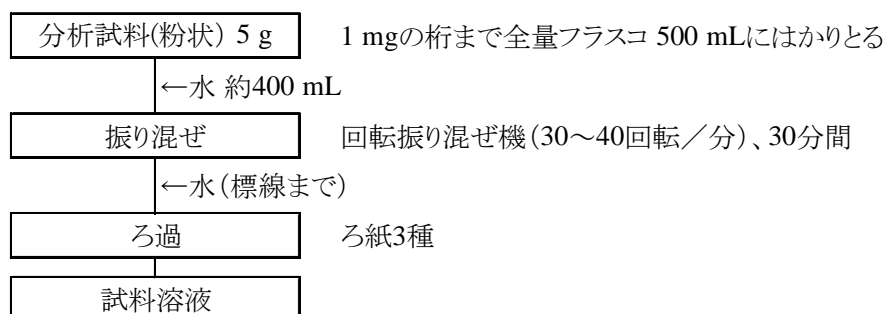 分析試料(粉状) 5 g 1 mgの桁まで全量フラスコ 500 mLにはかりとる
←水 約400 mL
振り混ぜ 回転振り混ぜ機(30~40回転/分)、30分間
←水(標線まで)
ろ過 ろ紙3種
試料溶液